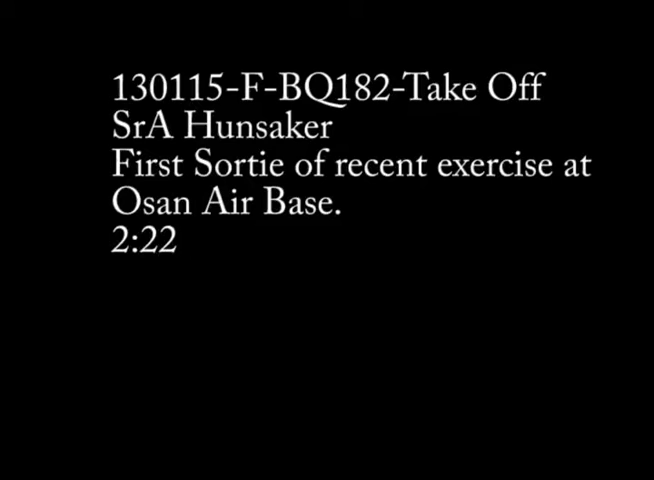 130115-F-BQ182-Take Off
SrA Hunsaker
First Sortie of recent exercise at
Osan Air Base.
2:22